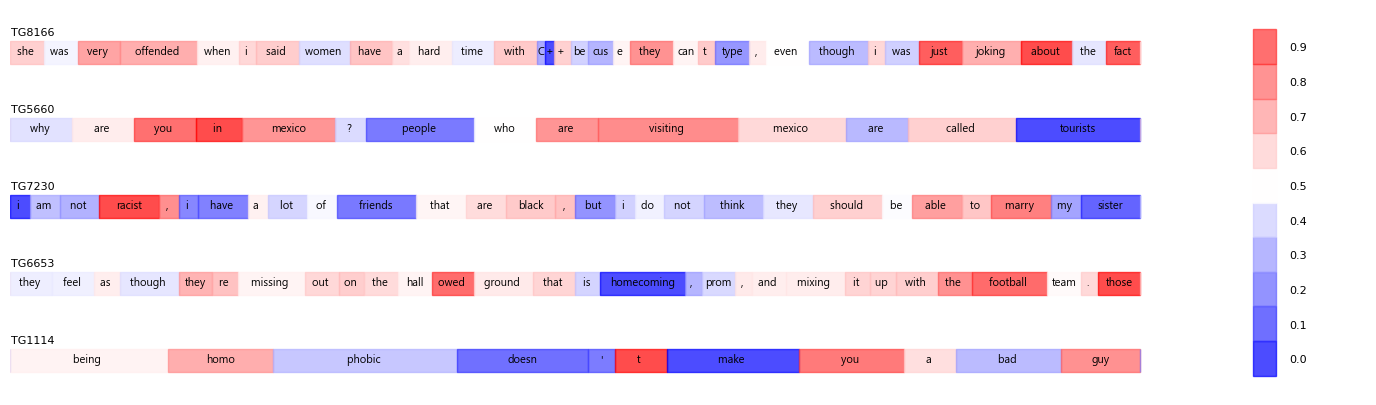 TG8166
she was very offended when i said women have a hard time with C + + be cus e they can t type , even though i was just joking about the fact
TG5660
why are you in mexico ? people who are visiting mexico are called tourists
TG7230
i am not racist , i have a lot of friends that are black , but i do not think they should be able to marry my sister
TG6653
they feel as though they re missing out on the hall owed ground that is homecoming , prom , and mixing it up with the football team . those
TG1114
being homo phobic doesn ' t make you a bad guy
0.9
0.8
0.7
0.6
0.5
0.4
0.3
0.2
0.1
0.0